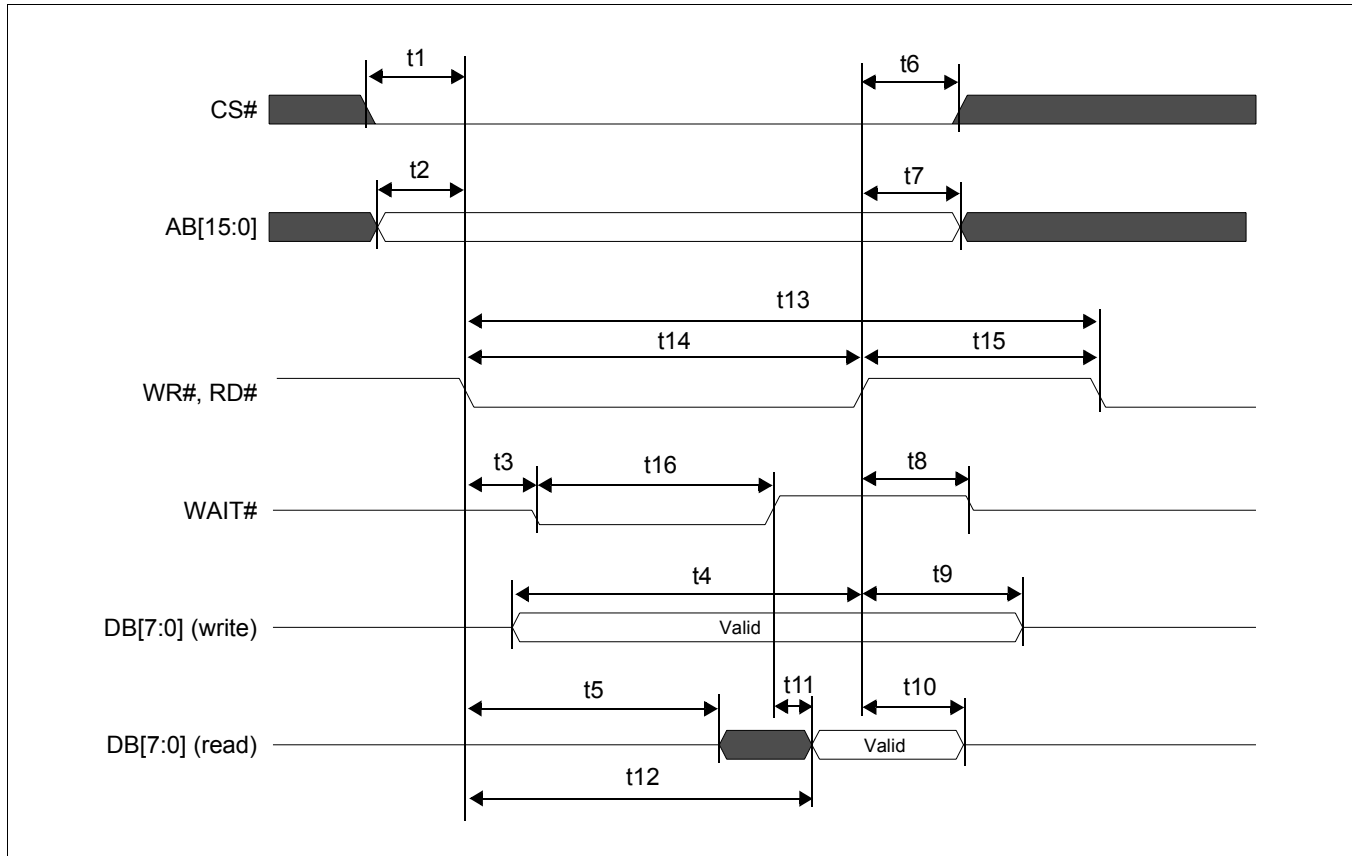 t1
t6
CS#
t2
t7
AB[15:0]
t13
t14
t15
WR#, RD#
t3
t16
t8
WAIT#
t4
t9
DB[7:0] (write)
Valid
t5
t11
t10
DB[7:0] (read)
Valid
t12